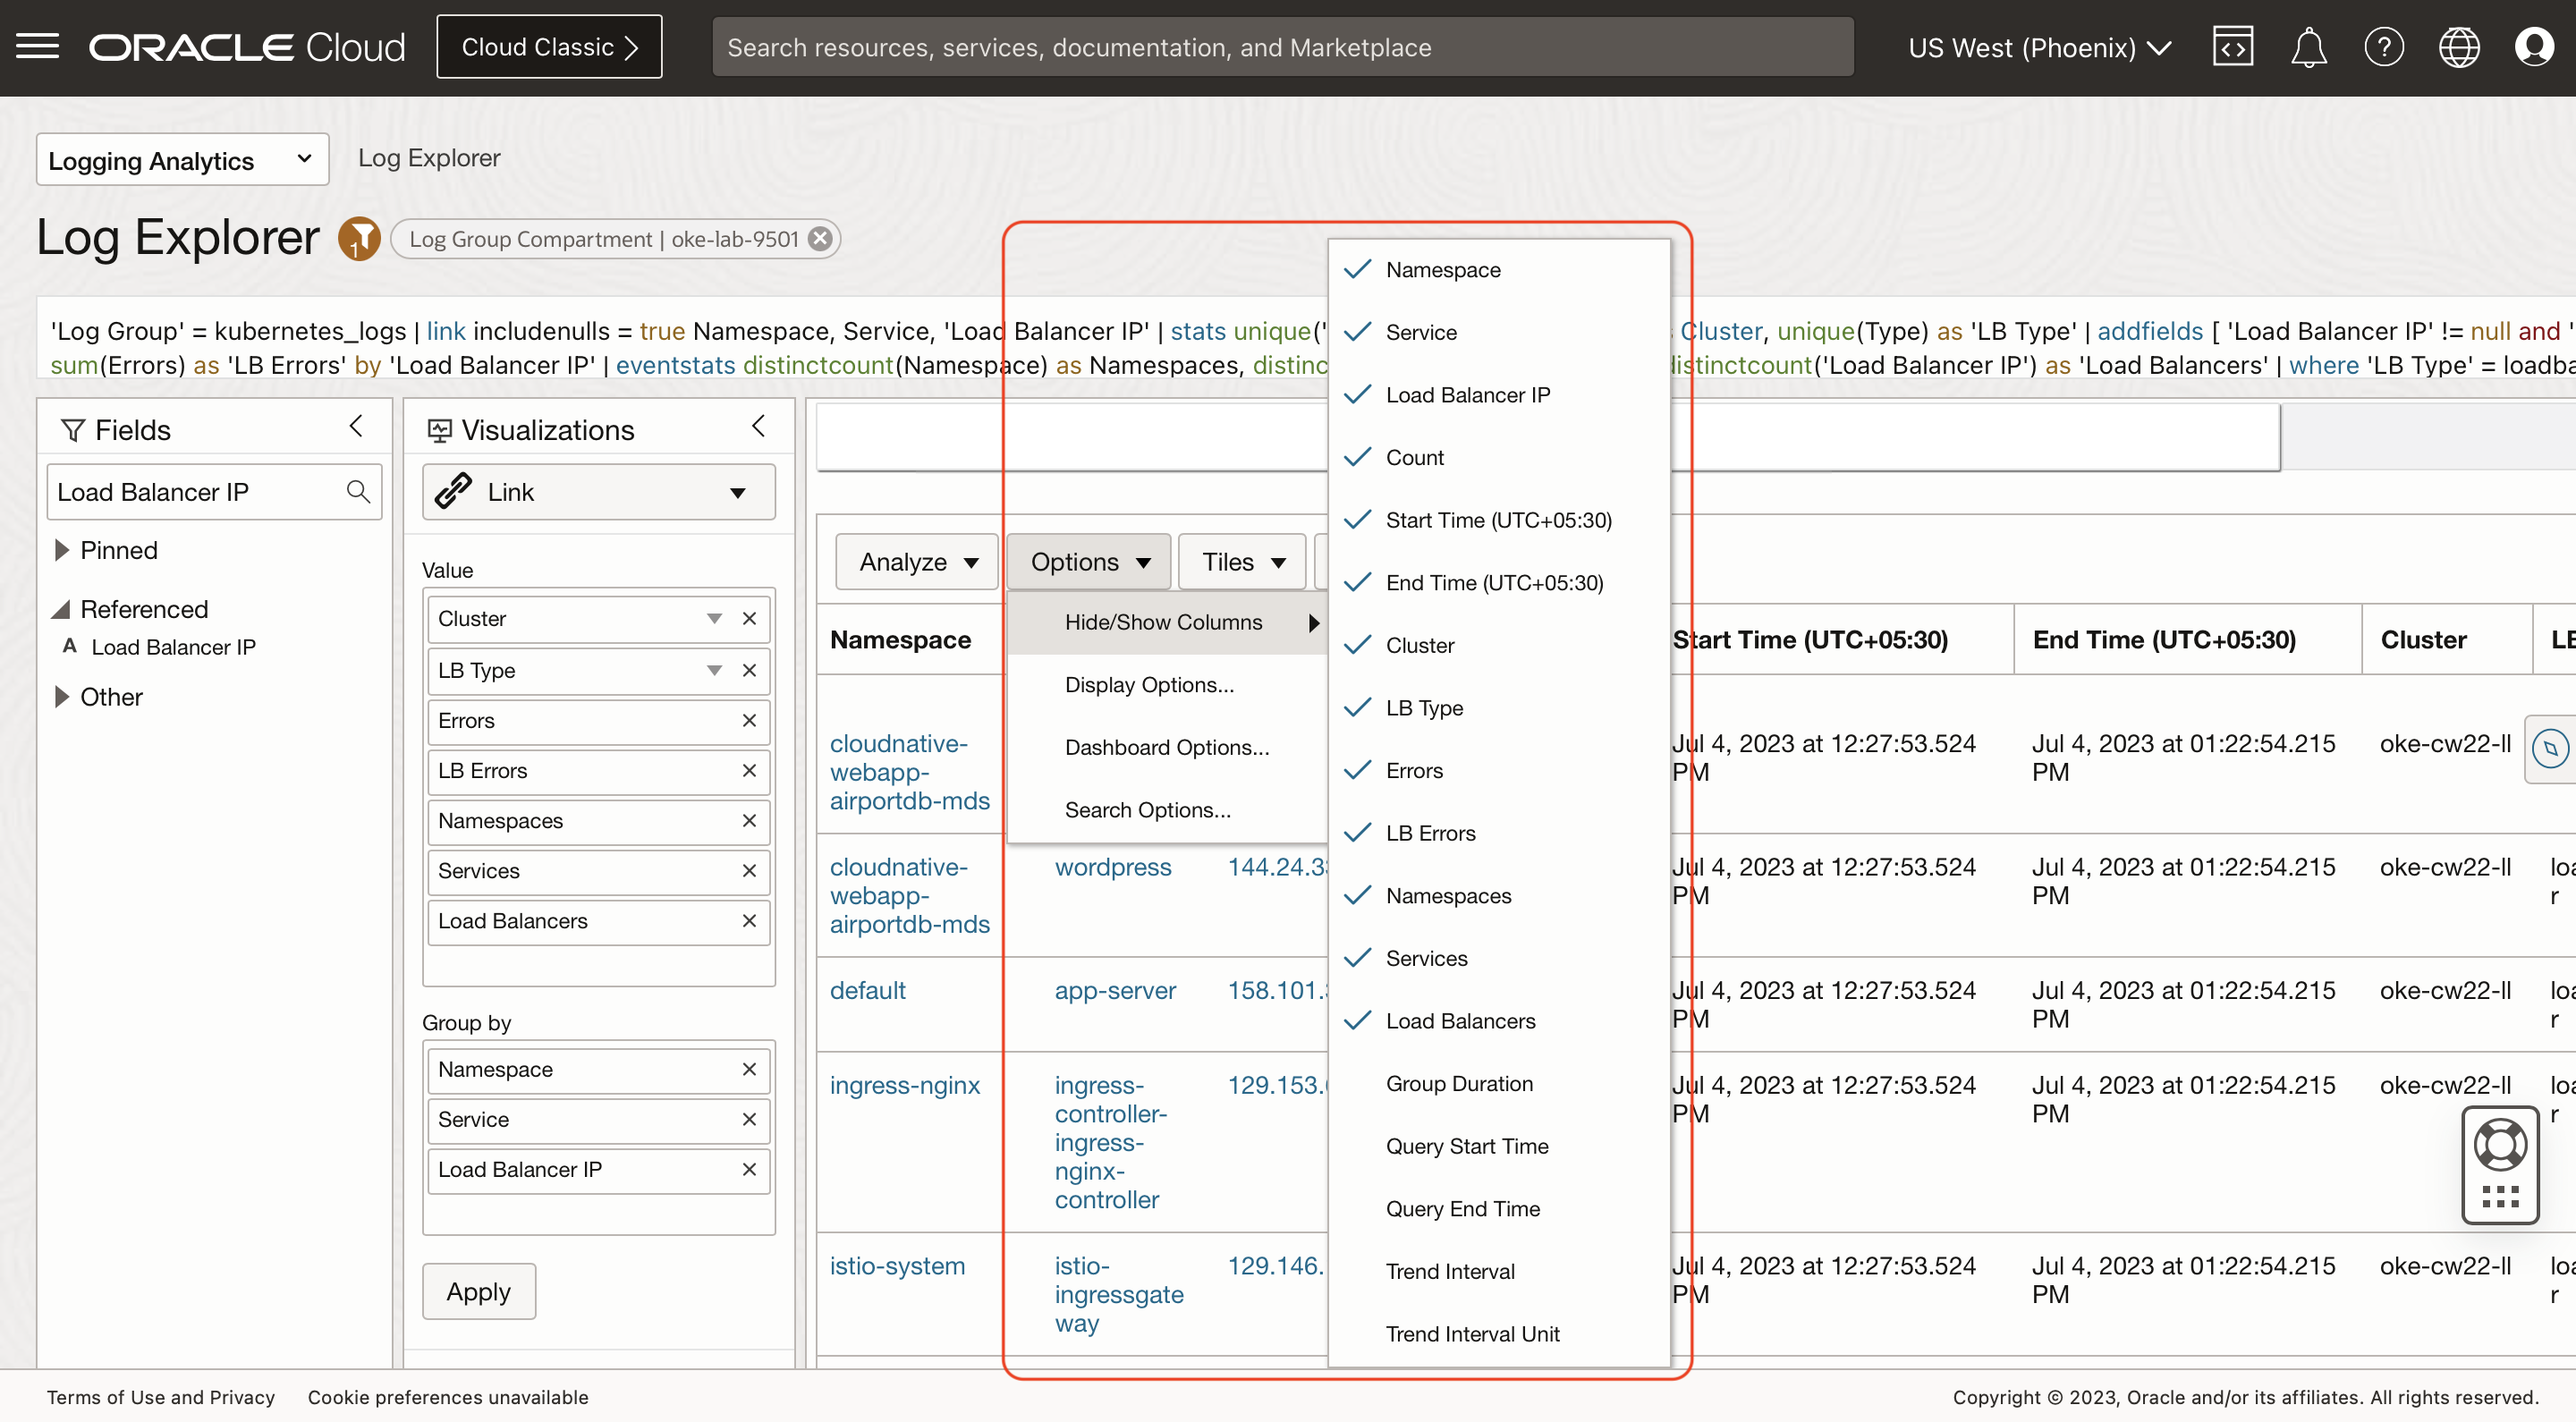 ORACLE Cloud
Cloud Classic
Search resources, services, documentation, and Marketplace
US West (Phoenix)
Logging Analytics
Log Explorer
Log Explorer
1
Log Group Compartment | oke-lab-9501
'Log Group' = kubernetes_logs | link includenulls = true Namespace, Service, 'Load Balancer IP' | stats unique(' Cluster, unique(Type) as 'LB Type' | addfields [ 'Load Balancer IP' != null and '
sum(Errors) as 'LB Errors' by 'Load Balancer IP' | eventstats distinctcount(Namespace) as Namespaces, distinc distinctcount('Load Balancer IP') as 'Load Balancers' | where 'LB Type' = loadba
Fields
Load Balancer IP
Pinned
Referenced
A Load Balancer IP
Other
Visualizations
Link
Value
Cluster
LB Type
Errors
LB Errors
Namespaces
Services
Load Balancers
Group by
Namespace
Service
Load Balancer IP
Apply
Analyze
Options
Tiles
Hide/Show Columns
Display Options...
Dashboard Options...
Search Options...
Namespace
Service
Load Balancer IP
Count
Start Time (UTC+05:30)
End Time (UTC+05:30)
Cluster
LB Type
Errors
LB Errors
Namespaces
Services
Load Balancers
Group Duration
Query Start Time
Query End Time
Trend Interval
Trend Interval Unit
Namespace Start Time (UTC+05:30) End Time (UTC+05:30) Cluster LB
cloudnative- Jul 4, 2023 at 12:27:53.524 Jul 4, 2023 at 01:22:54.215 oke-cw22-ll
webapp- PM PM
airportdb-mds
cloudnative- wordpress 144.24.3 Jul 4, 2023 at 12:27:53.524 Jul 4, 2023 at 01:22:54.215 oke-cw22-ll loa
webapp- PM PM r
airportdb-mds
default app-server 158.101. Jul 4, 2023 at 12:27:53.524 Jul 4, 2023 at 01:22:54.215 oke-cw22-ll loa
PM PM r
ingress-nginx ingress- 129.153. Jul 4, 2023 at 12:27:53.524 Jul 4, 2023 at 01:22:54.215 oke-cw22-ll loa
controller- PM PM r
ingress-
nginx-
controller
istio-system istio- 129.146. Jul 4, 2023 at 12:27:53.524 Jul 4, 2023 at 01:22:54.215 oke-cw22-ll loa
ingressgate PM PM r
way
Terms of Use and Privacy Cookie preferences unavailable
Copyright © 2023, Oracle and/or its affiliates. All rights reserved.